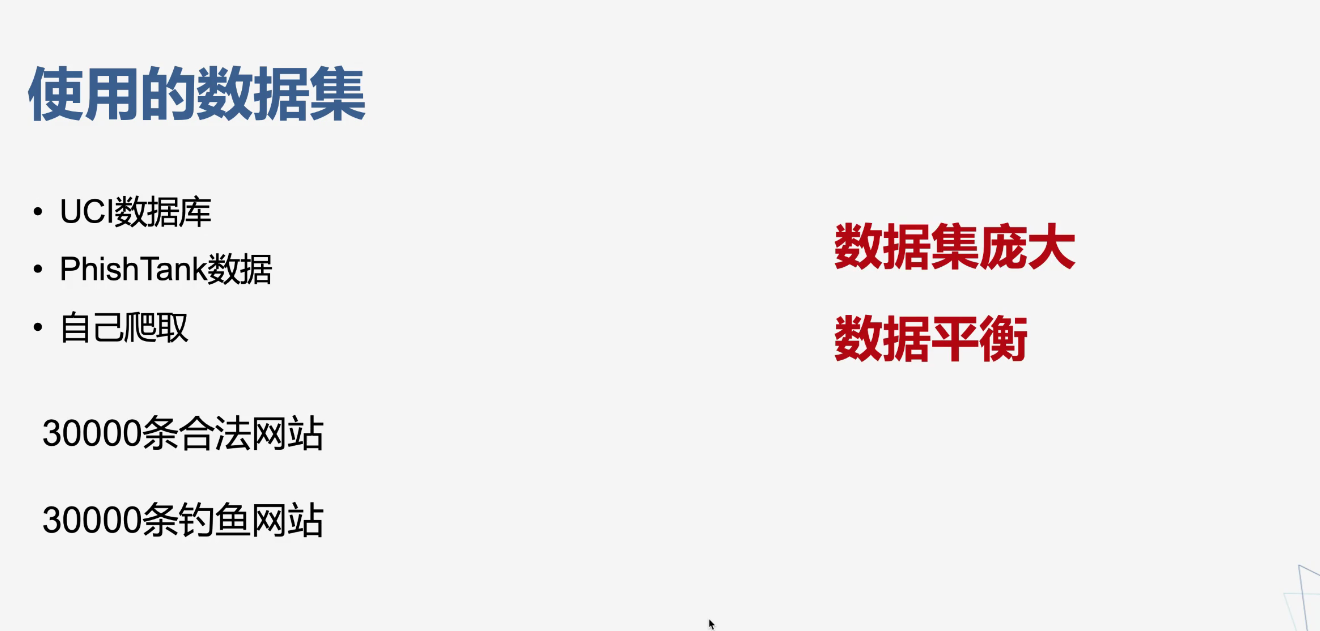 使用的数据集
• UCI数据库
• PhishTank数据
• 自己爬取
30000条合法网站
30000条钓鱼网站
数据集庞大
数据平衡